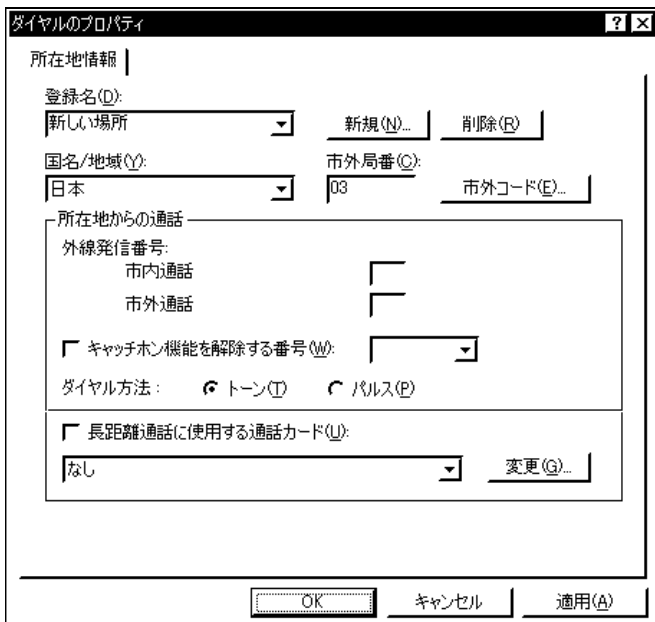 ダイヤルのプロパティ
所在地情報
登録名(D):
新しい場所
新規(N)...
削除(R)
国名/地域(Y):
市外局番(C):
日本
03
市外コード(E)...
所在地からの通話
外線発信番号:
市内通話
市外通話
キャッチホン機能を解除する番号(W):
ダイヤル方法:
トーン(T)
パルス(P)
長距離通話に使用する通話カード(U):
なし
変更(G)...
OK
キャンセル
適用(A)